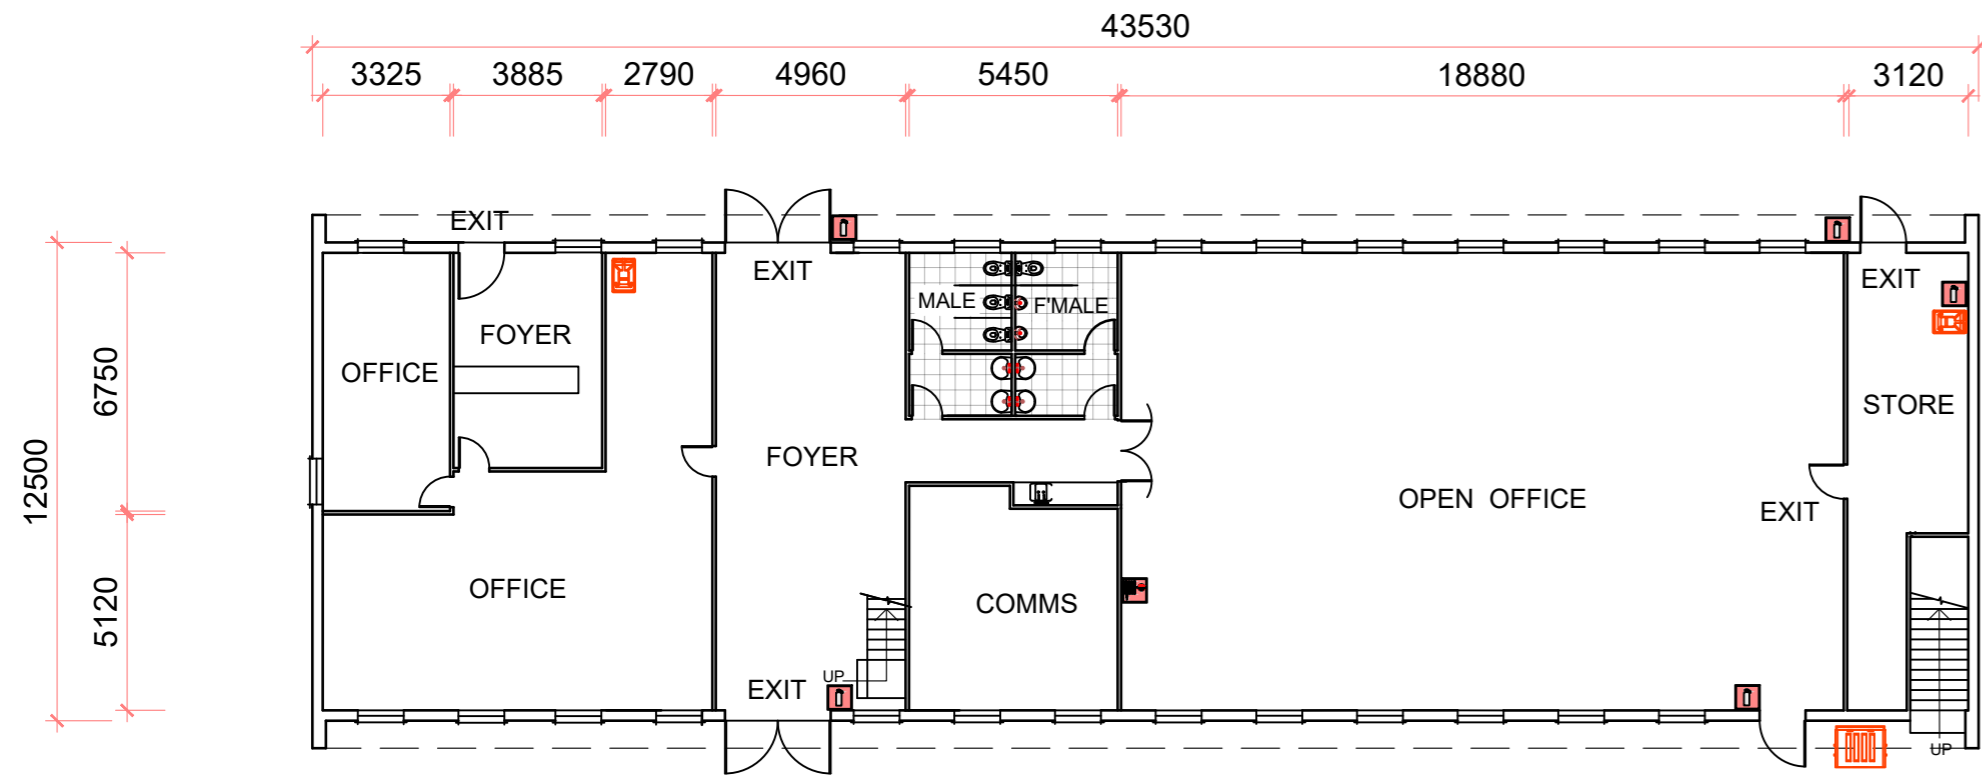 43530
3325 3885 2790 4960 5450 18880 3120
EXIT
EXIT
EXIT
MALE F'MALE
FOYER
OFFICE
6750
STORE
12500
FOYER
OPEN OFFICE
EXIT
OFFICE
COMMS
5120
UP
EXIT
UP